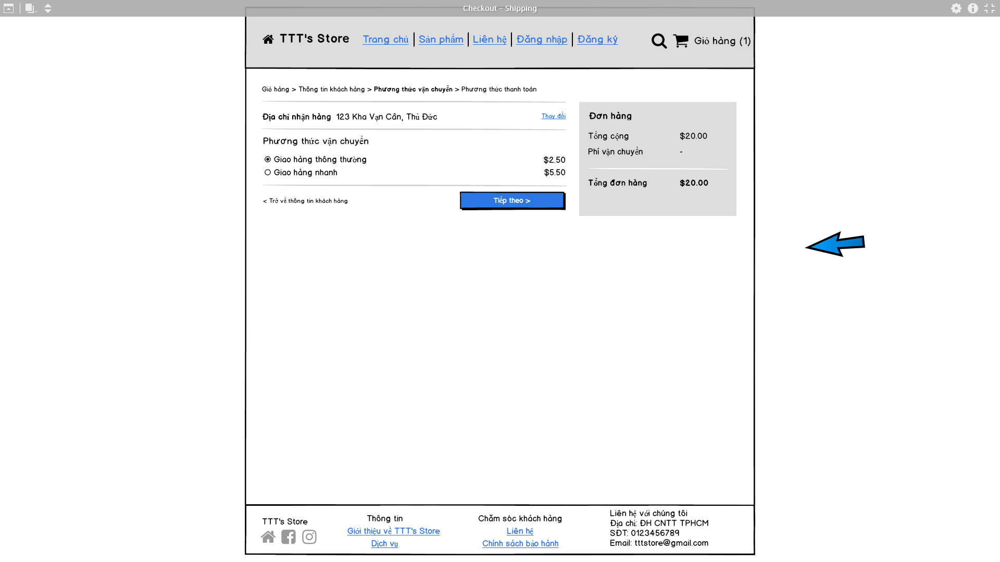 Checkout - Shipping
TTT's Store Trang chủ Sản phẩm Liên hệ Đăng nhập Đăng ký Giỏ hàng (1)
Giỏ hàng > Thông tin khách hàng > Phương thức vận chuyển > Phương thức thanh toán
Địa chỉ nhận hàng 123 Kha Vạn Cân, Thủ Đức Thay đổi
Phương thức vận chuyển
Giao hàng thông thường $2.50
Giao hàng nhanh $5.50
< Trở về thông tin khách hàng Tiếp theo >
Đơn hàng
Tổng cộng $20.00
Phí vận chuyển -
Tổng đơn hàng $20.00
TTT's Store
Thông tin
Giới thiệu về TTT's Store
Dịch vụ
Chăm sóc khách hàng
Liên hệ
Chính sách bảo hành
Liên hệ với chúng tôi
Địa chỉ: ĐH CNTT TPHCM
SĐT: 0123456789
Email: tttstore@gmail.com